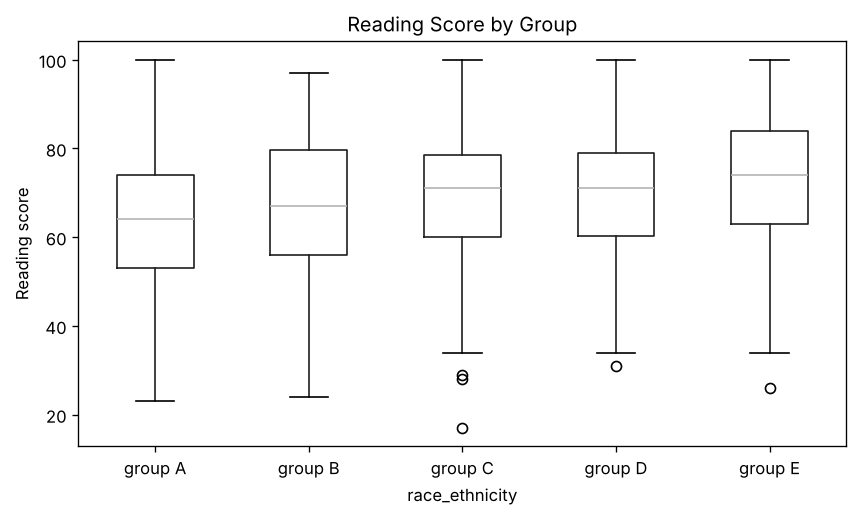 Reading Score by Group
Reading score
100
80
60
40
20
group A
group B
group C
group D
group E
race_ethnicity